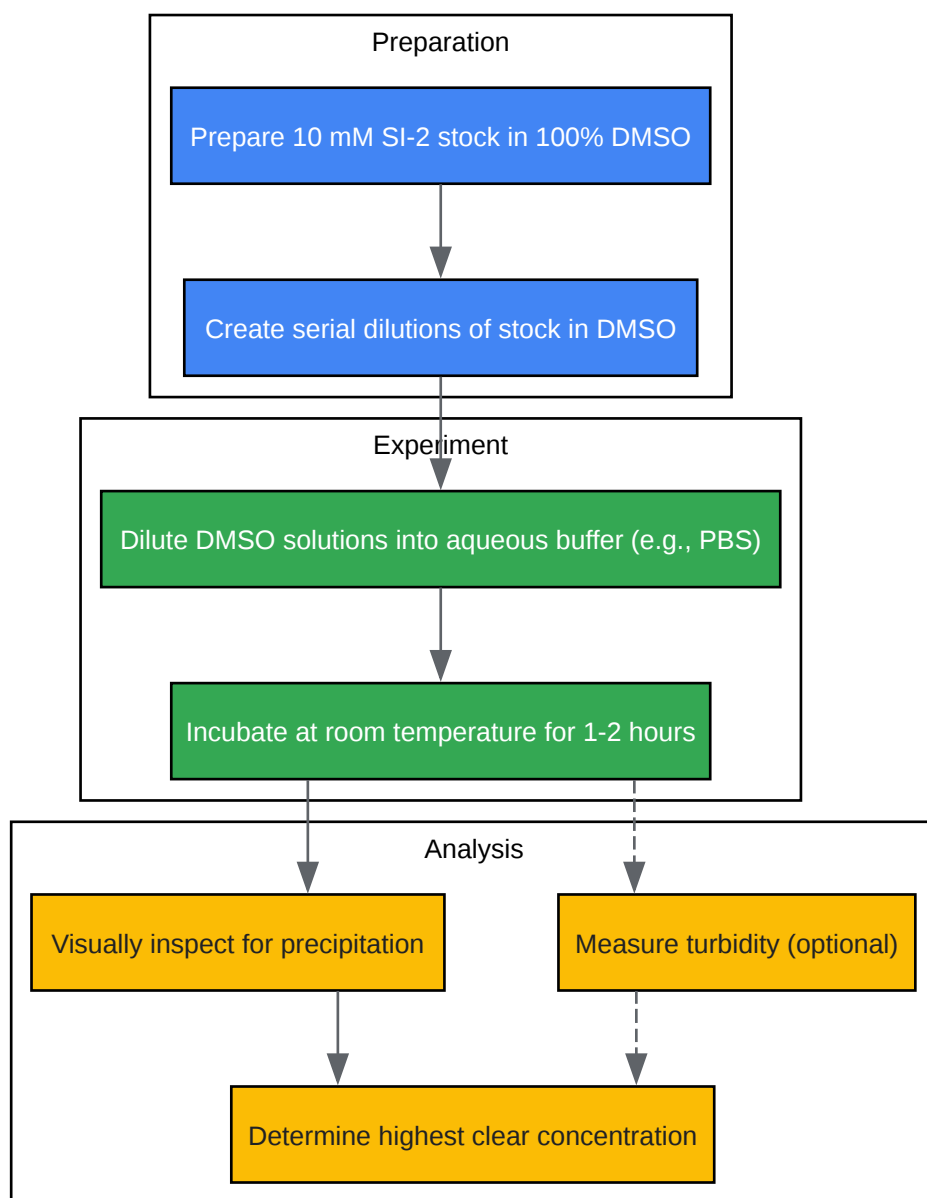 Preparation
Prepare 10 mM SI-2 stock in 100% DMSO
Create serial dilutions of stock in DMSO
Experiment
Dilute DMSO solutions into aqueous buffer (e.g., PBS)
Incubate at room temperature for 1-2 hours
Analysis
Visually inspect for precipitation
Measure turbidity (optional)
Determine highest clear concentration